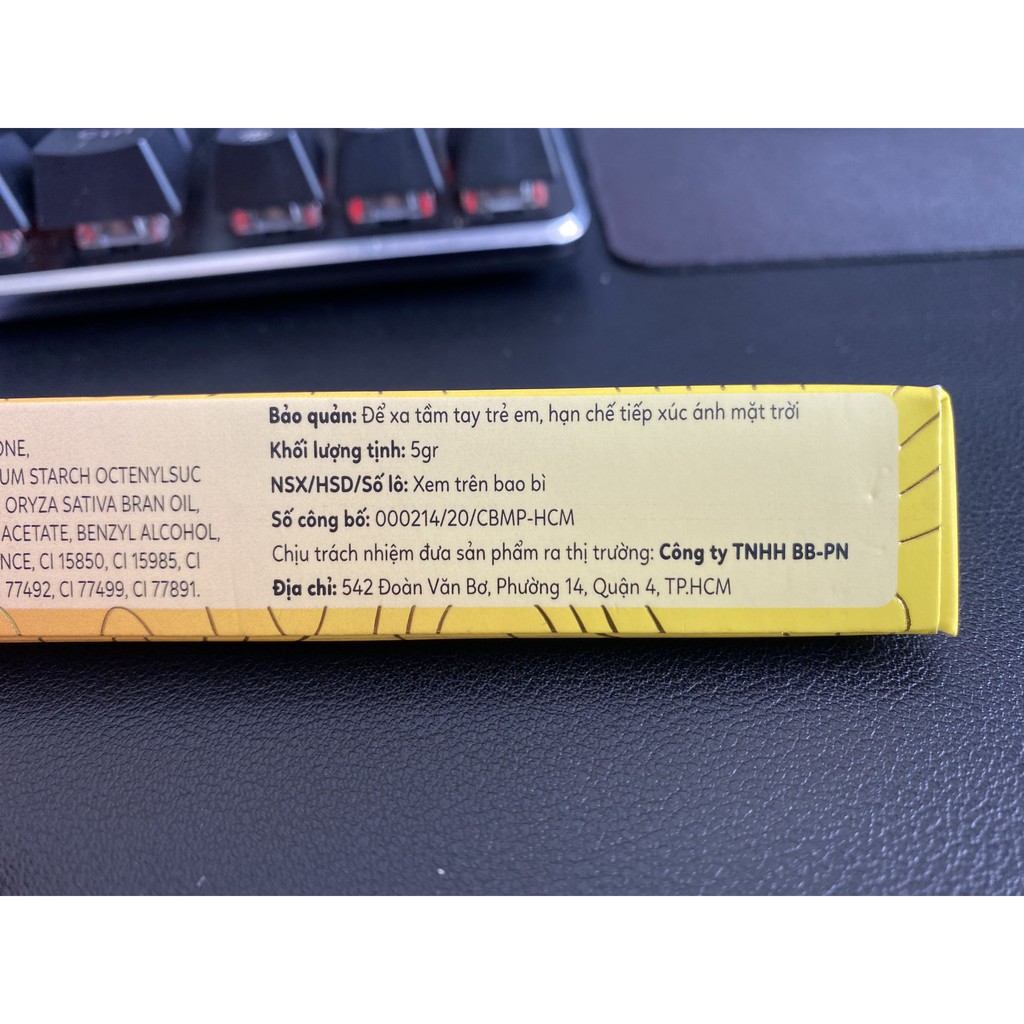 ONE,
UM STARCH OCTENYLSUC
ORYZA SATIVA BRAN OIL,
ACETATE, BENZYL ALCOHOL,
NCE, CI 15850, CI 15985, CI
77492, CI 77499, CI 77891.
Bảo quản: Để xa tầm tay trẻ em, hạn chế tiếp xúc ánh mặt trời
Khối lượng tịnh: 5gr
NSX/HSD/Số lô: Xem trên bao bì
Số công bố: 000214/20/CBMP-HCM
Chịu trách nhiệm đưa sản phẩm ra thị trường: Công ty TNHH BB-PN
Địa chỉ: 542 Đoàn Văn Bơ, Phường 14, Quận 4, TP.HCM